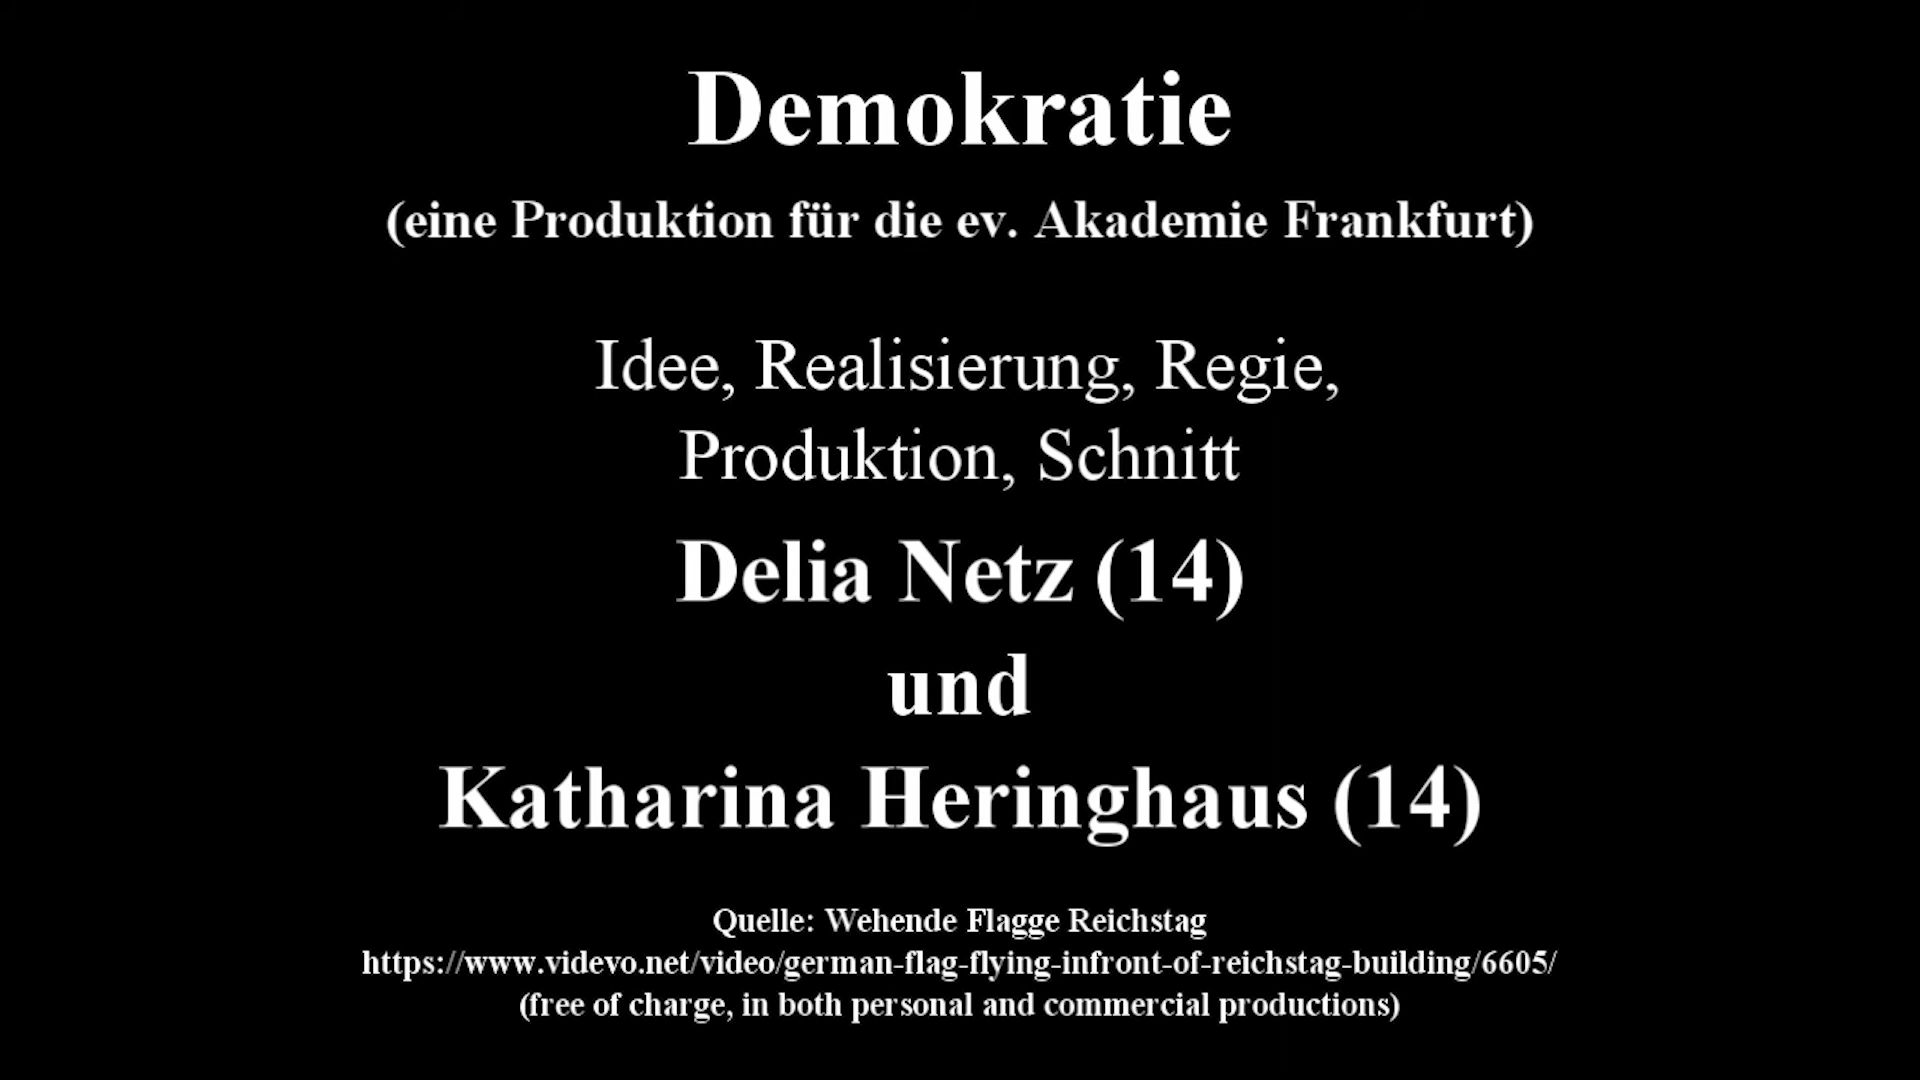 Demokratie
(eine Produktion für die ev. Akademie Frankfurt)
Idee, Realisierung, Regie,
Produktion, Schnitt
Delia Netz (14)
und
Katharina Heringhaus (14)
Quelle: Wehende Flagge Reichstag
https://www.videvo.net/video/german-flag-flying-infront-of-reichstag-building/6605/
(free of charge, in both personal and commercial productions)